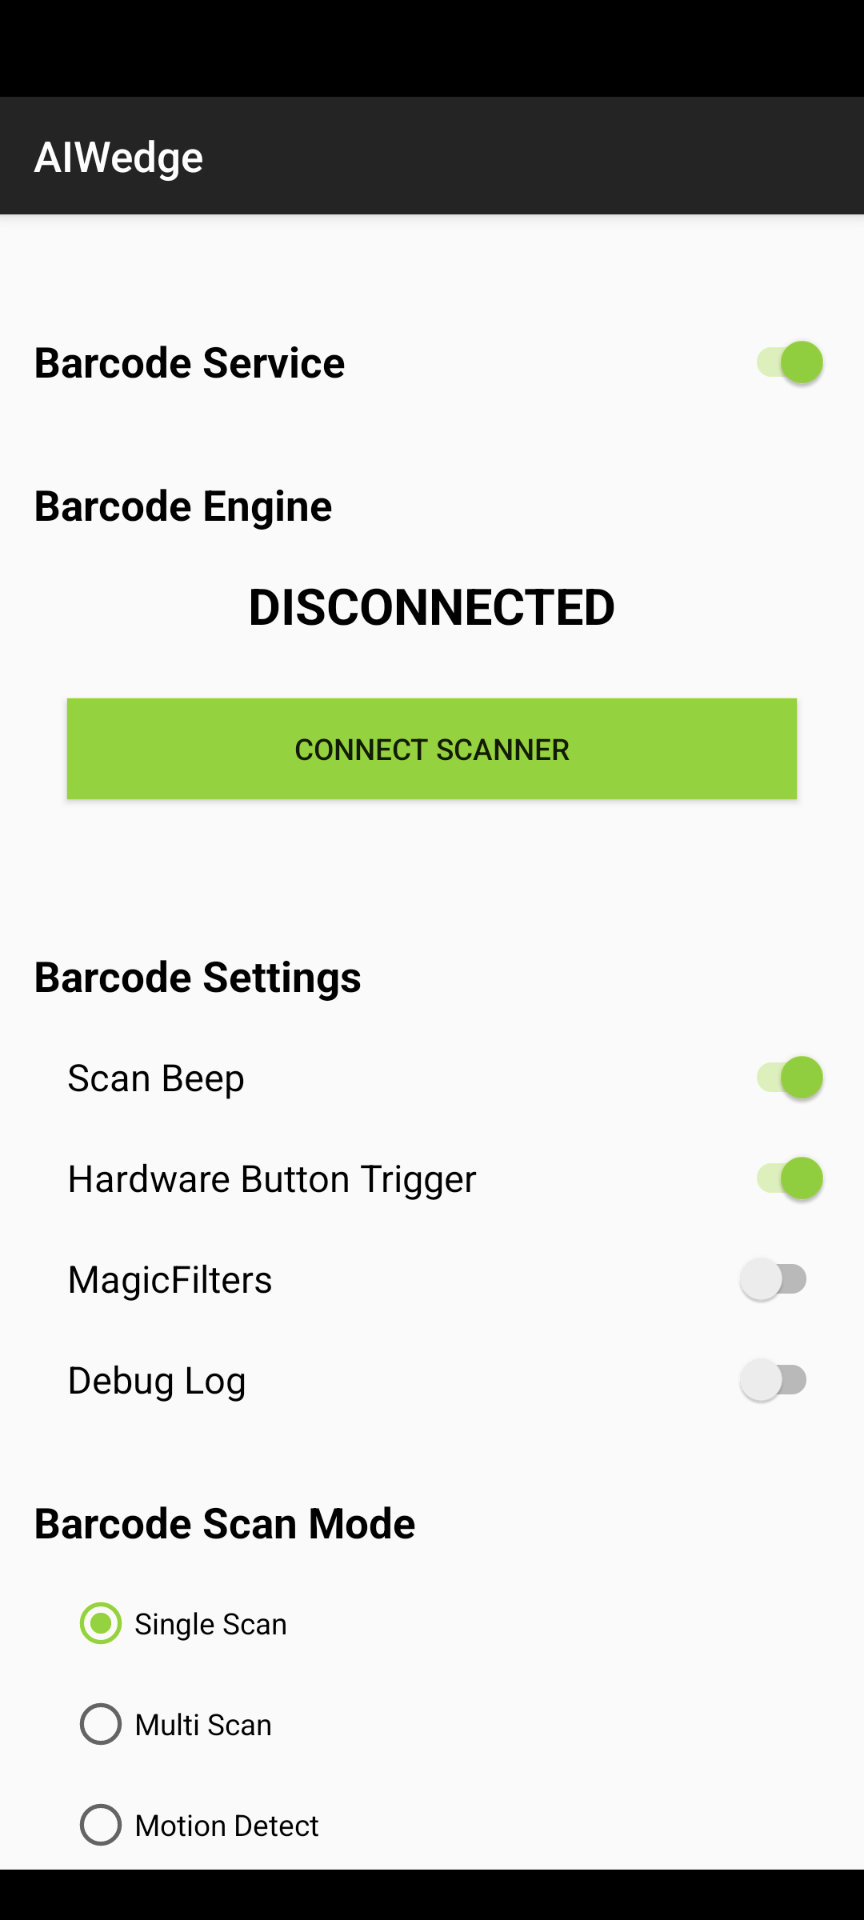 AIWedge
Barcode Service
Barcode Engine
DISCONNECTED
CONNECT SCANNER
Barcode Settings
Scan Beep
Hardware Button Trigger
MagicFilters
Debug Log
Barcode Scan Mode
Single Scan
Multi Scan
Motion Detect